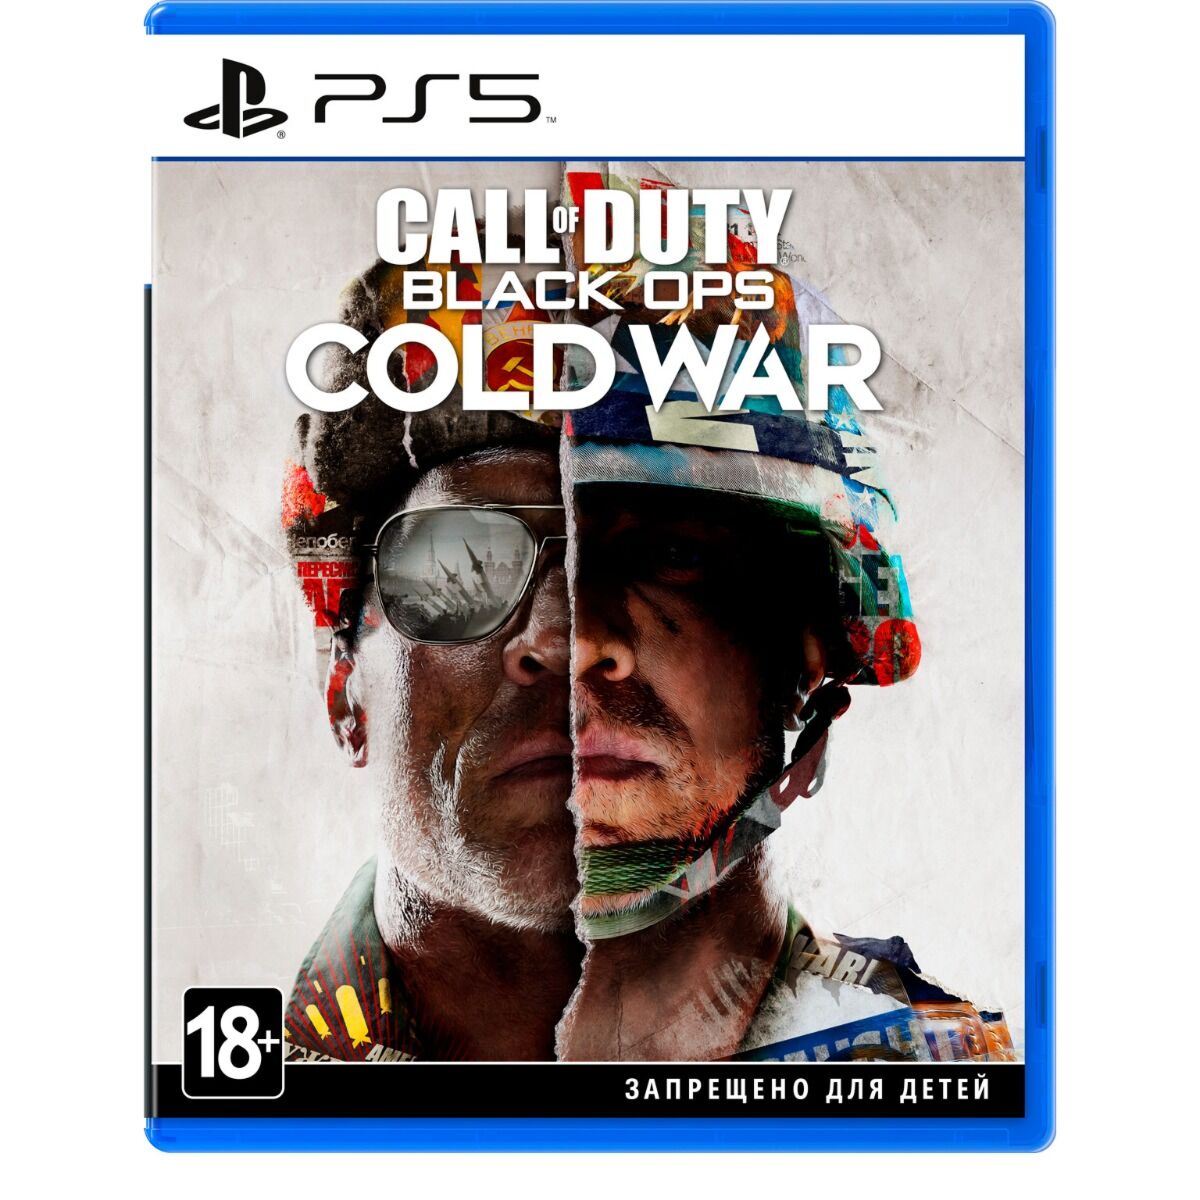 PS5
CALL OF DUTY
BLACK OPS
COLD WAR
18+
ЗАПРЕЩЕНО ДЛЯ ДЕТЕЙ